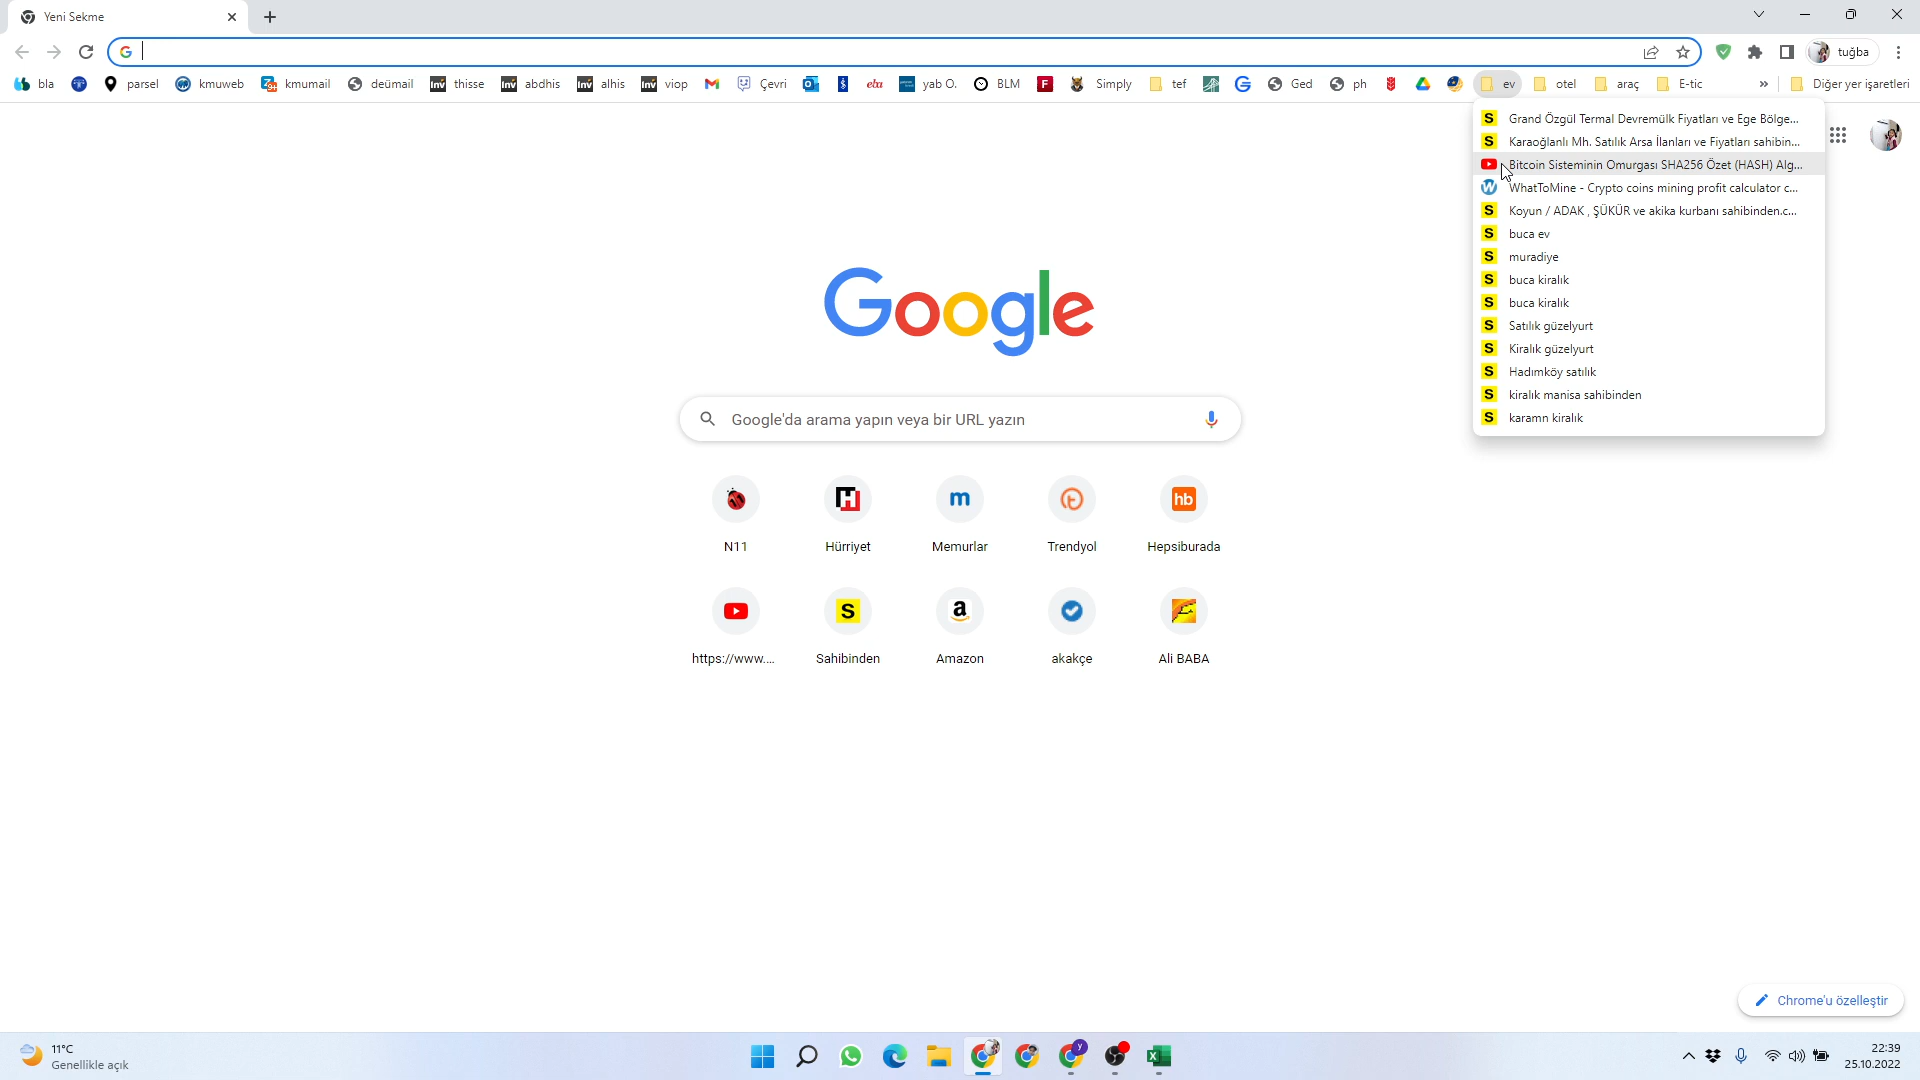 Yeni Sekme
tuğba
bla parsel kmuweb kmumail deümail thisse abdhis alhis viop Çevri eba yab O. BLM Simply tef Ged ph ev otel araç E-tic » Diğer yer işaretleri
Grand Özgül Termal Devremülk Fiyatları ve Ege Bölge...
Karaoğlanlı Mh. Satılık Arsa İlanları ve Fiyatları sahibin...
Bitcoin Sisteminin Omurgası SHA256 Özet (HASH) Alg...
WhatToMine - Crypto coins mining profit calculator c...
Koyun / ADAK , ŞÜKÜR ve akika kurbanı sahibinden.c...
buca ev
muradiye
buca kiralık
buca kiralık
Satılık güzelyurt
Kiralık güzelyurt
Hadımköy satılık
kiralık manisa sahibinden
karamn kiralık
Google
Google'da arama yapın veya bir URL yazın
N11 Hürriyet Memurlar Trendyol Hepsiburada
https://www.... Sahibinden Amazon akakçe Ali BABA
Chrome'u özelleştir
11°C
Genellikle açık
22:39
25.10.2022